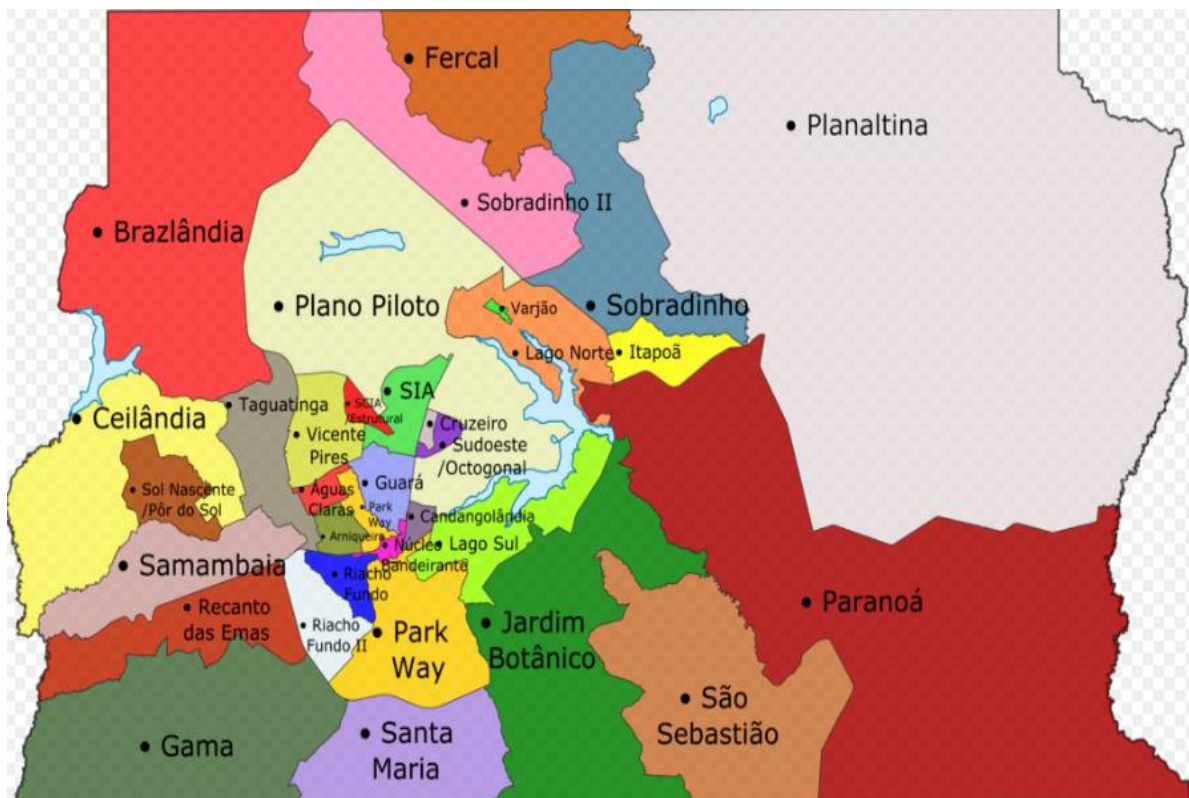 Fercal
Planaltina
Sobradinho II
Brazlândia
Plano Piloto
Varjão
Sobradinho
Lago Norte
Itapoã
SIA
Taguatinga
SCIA
/Estrutural
Ceilândia
Cruzeiro
Vicente
Pires
Sudoeste
/Octogonal
Guará
Sol Nascente
/Pôr do Sol
Águas
Claras
Park
Way
Candangolândia
Arniqueira
Núcleo
Bandeirante
Lago Sul
Samambaia
Riacho
Fundo
Recanto
das Emas
Paranoá
Riacho
Fundo II
Park
Way
Jardim
Botânico
São
Sebastião
Gama
Santa
Maria